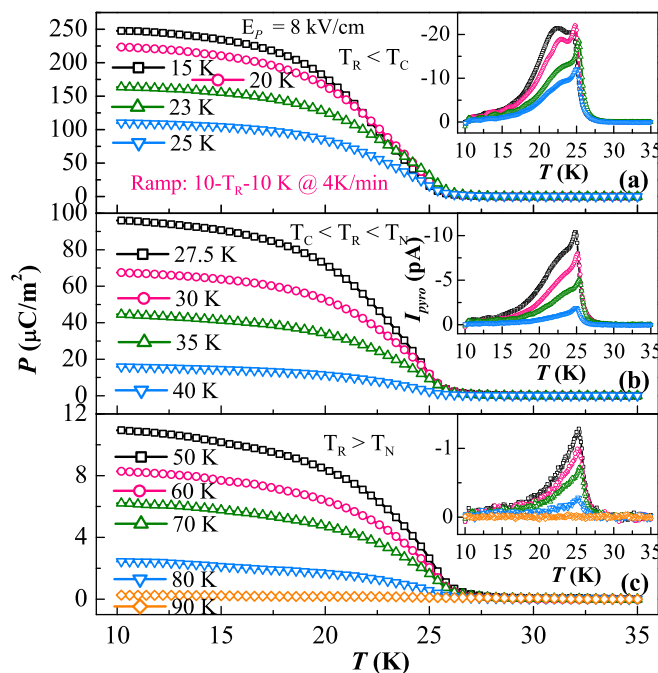 E_P = 8 kV/cm
T_R < T_C
15 K
20 K
23 K
25 K
Ramp: 10-T_R-10 K @ 4K/min
250
200
150
100
50
0
-20
-10
0
10 15 20 25 30 35
T (K)
(a)
T_C < T_R < T_N
27.5 K
30 K
35 K
40 K
100
80
60
40
20
0
P (μC/m²)
-10
-5
0
I_pyro (pA)
10 15 20 25 30 35
T (K)
(b)
T_R > T_N
50 K
60 K
70 K
80 K
90 K
12
8
4
0
-1
0
10 15 20 25 30 35
T (K)
(c)
10 15 20 25 30 35
T (K)